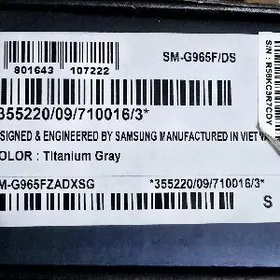 SM-G965F/DS
801643 107222
355220/09/710016/3*
SIGNED & ENGINEERED BY SAMSUNG MANUFACTURED IN VIET
OLOR : Titanium Gray
M-G965FZADXSG *355220/09/710016/3*
S
S/N: R58KC3R7CDY